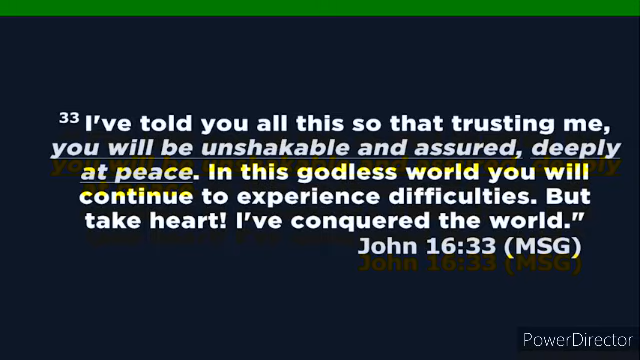 33 I've told you all this so that trusting me,
you will be unshakable and assured, deeply
at peace. In this godless world you will
continue to experience difficulties. But
take heart! I've conquered the world."
John 16:33 (MSG)
PowerDirector